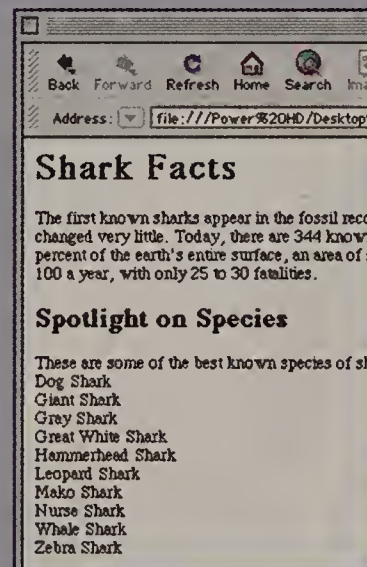 Back Forward Refresh Home Search
Address: file:///Power%20HD/Desktop
Shark Facts
The first known sharks appear in the fossil
changed very little. Today, there are 344
percent of the earth's entire surface, an area of
100 a year, with only 25 to 30 fatalities.
Spotlight on Species
These are some of the best known species of
Dog Shark
Giant Shark
Gray Shark
Great White Shark
Hammerhead Shark
Leopard Shark
Mako Shark
Nurse Shark
Whale Shark
Zebra Shark